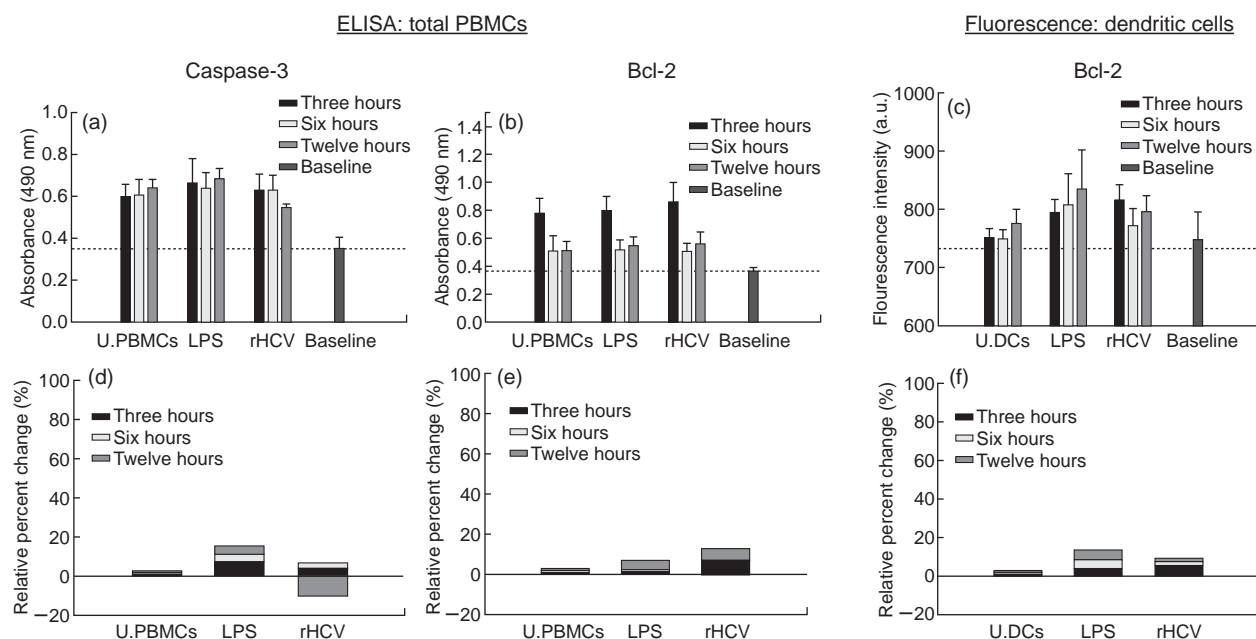 ELISA: total PBMCs
Fluorescence: dendritic cells
Caspase-3
Bcl-2
Bcl-2
(a)
Absorbance (490 nm)
1.0
0.8
0.6
0.4
0.2
0.0
Three hours
Six hours
Twelve hours
Baseline
U.PBMCs LPS rHCV Baseline
(b)
Absorbance (490 nm)
1.4
1.2
1.0
0.8
0.6
0.4
0.2
0.0
Three hours
Six hours
Twelve hours
Baseline
U.PBMCs LPS rHCV Baseline
(c)
Flourescence intensity (a.u.)
1000
900
800
700
600
Three hours
Six hours
Twelve hours
Baseline
U.DCs LPS rHCV Baseline
(d)
Relative percent change (%)
100
80
60
40
20
0
−20
Three hours
Six hours
Twelve hours
U.PBMCs LPS rHCV
(e)
Relative percent change (%)
100
80
60
40
20
0
−20
Three hours
Six hours
Twelve hours
U.PBMCs LPS rHCV
(f)
Relative percent change (%)
100
80
60
40
20
0
−20
Three hours
Six hours
Twelve hours
U.DCs LPS rHCV